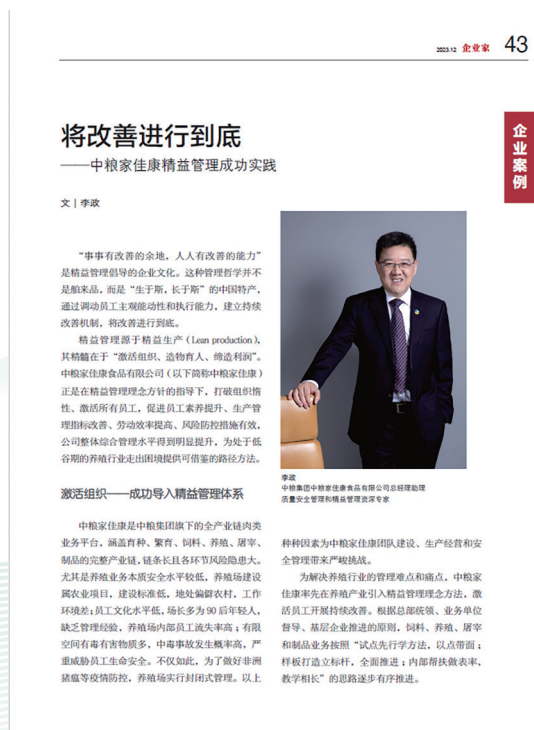 2023.12 企业家 43
企业案例
将改善进行到底
——中粮家佳康精益管理成功实践
文 | 李政
“事事有改善的余地，人人有改善的能力”
是精益管理倡导的企业文化。这种管理哲学并不
是舶来品，而是“生于斯，长于斯”的中国特产，
通过调动员工主观能动性和执行能力，建立持续
改善机制，将改善进行到底。
精益管理源于精益生产（Lean production），
其精髓在于“激活组织、造物育人、缔造利润”。
中粮家佳康食品有限公司（以下简称中粮家佳康）
正是在精益管理理念方针的指导下，打破组织惰
性、激活所有员工，促进员工素养提升、生产管
理指标改善、劳动效率提高、风险防控措施有效，
公司整体综合管理水平得到明显提升，为处于低
谷期的养殖行业走出困境提供可借鉴的路径方法。
激活组织——成功导入精益管理体系
中粮家佳康是中粮集团旗下的全产业链肉类
业务平台，涵盖育种、繁育、饲料、养殖、屠宰、
制品的完整产业链，链条长且各环节风险隐患大。
尤其是养殖业务本质安全水平较低，养殖场建设
属农业项目，建设标准低，地处偏僻农村，工作
环境差；员工文化水平低，场长多为 90 后年轻人，
缺乏管理经验，养殖场内部员工流失率高；有限
空间有毒有害物质多，中毒事故发生概率高，严
重威胁员工生命安全。不仅如此，为了做好非洲
猪瘟等疫情防控，养殖场实行封闭式管理。以上
李政
中粮集团中粮家佳康食品有限公司总经理助理
质量安全管理和精益管理资深专家
种种因素为中粮家佳康团队建设、生产经营和安
全管理带来严峻挑战。
为解决养殖行业的管理难点和痛点，中粮家
佳康率先在养殖产业引入精益管理理念方法，激
活员工开展持续改善。根据总部统领、业务单位
督导、基层企业推进的原则，饲料、养殖、屠宰
和制品业务按照“试点先行学方法，以点带面；
样板打造立标杆，全面推进；内部帮扶做表率，
教学相长”的思路逐步有序推进。